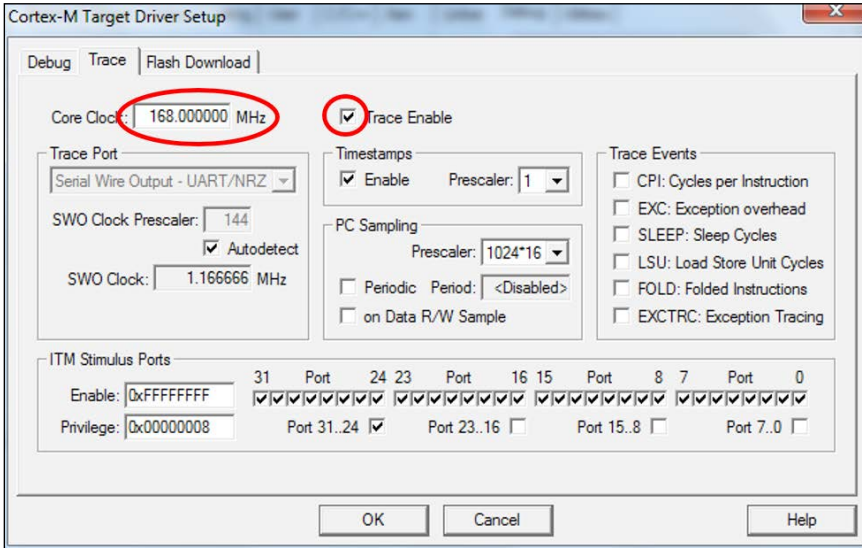 Cortex-M Target Driver Setup
Debug Trace Flash Download
Core Clock: 168.000000 MHz Trace Enable
Trace Port
Serial Wire Output - UART/NRZ
SWO Clock Prescaler: 144
Autodetect
SWO Clock: 1.166666 MHz
Timestamps
Enable Prescaler: 1
PC Sampling
Prescaler: 1024*16
Periodic Period: <Disabled>
on Data R/W Sample
Trace Events
CPI: Cycles per Instruction
EXC: Exception overhead
SLEEP: Sleep Cycles
LSU: Load Store Unit Cycles
FOLD: Folded Instructions
EXCTRC: Exception Tracing
ITM Stimulus Ports
31 Port 24 23 Port 16 15 Port 8 7 Port 0
Enable: 0xFFFFFFFF
Privilege: 0x00000008 Port 31..24 Port 23..16 Port 15..8 Port 7..0
OK Cancel Help